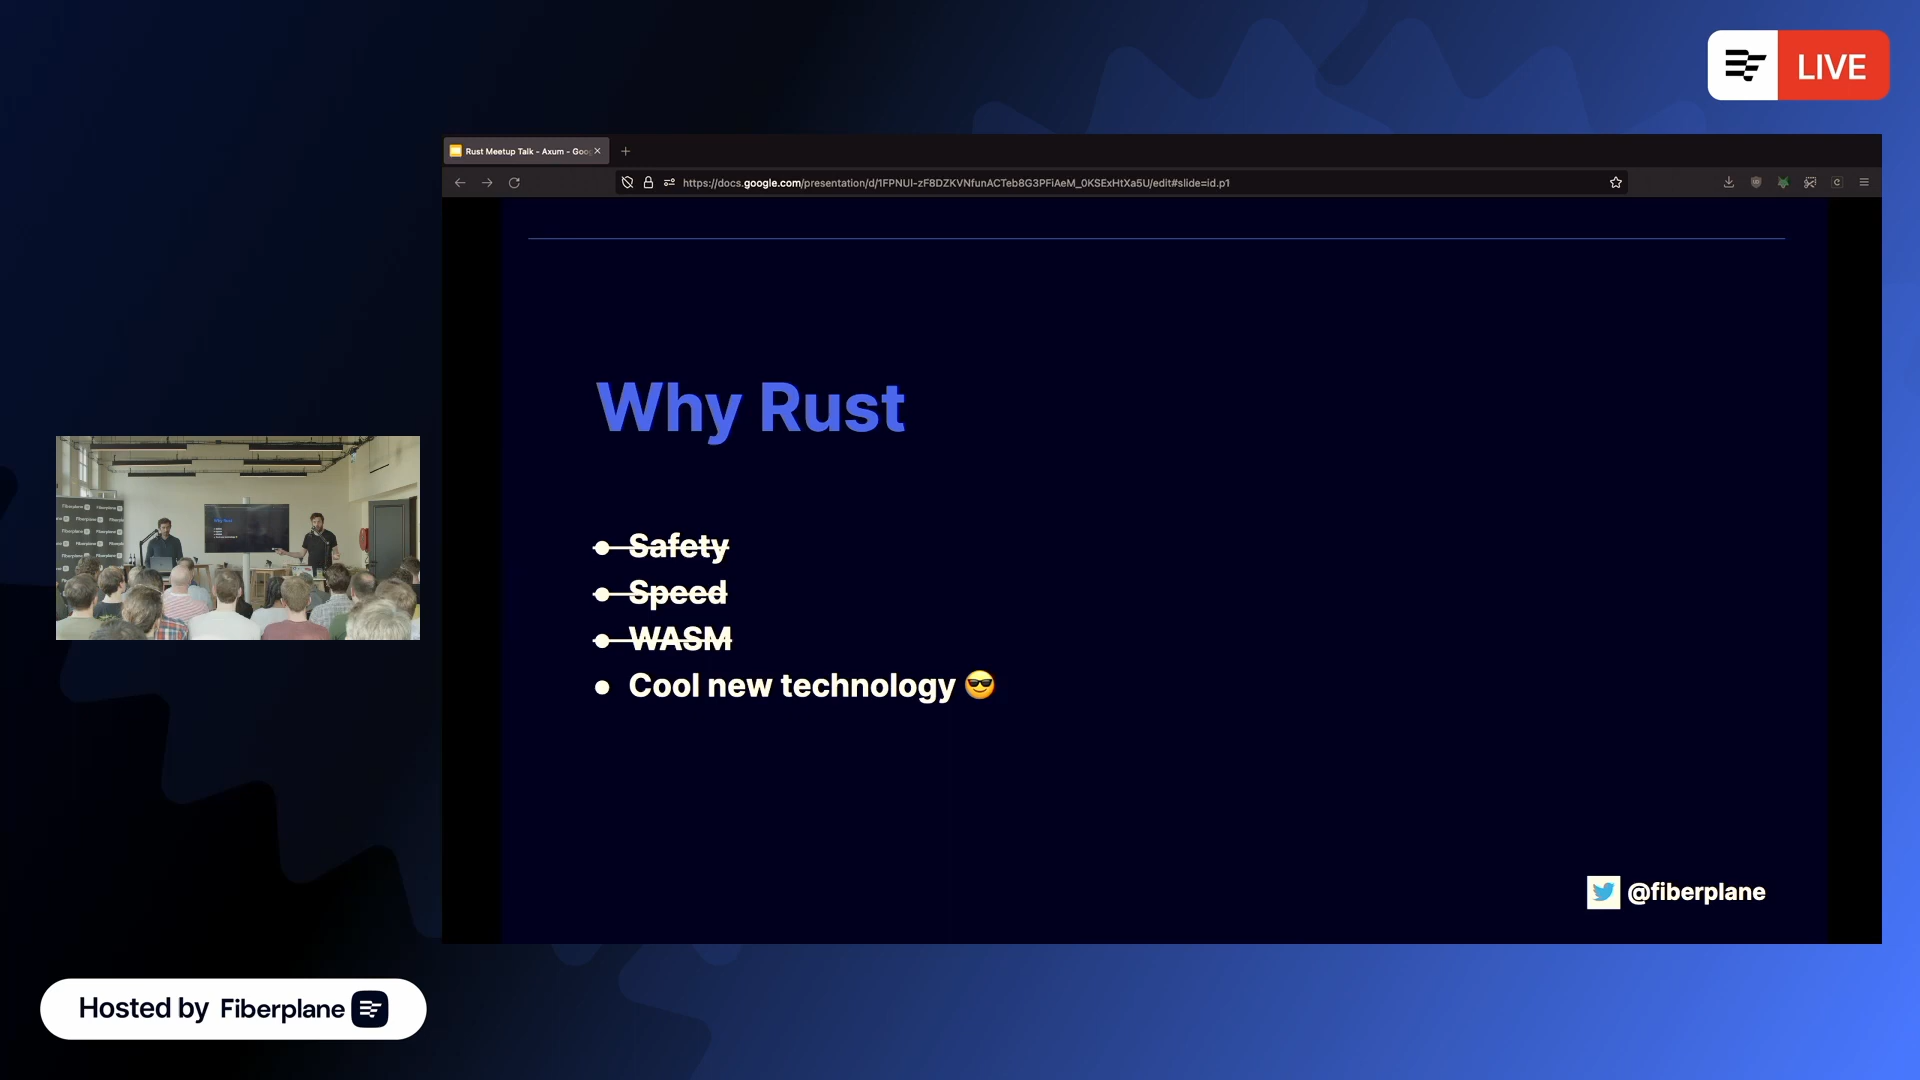 LIVE
Rust Meetup Talk - Axum - Goo
https://docs.google.com/presentation/d/1FPNUI-zF8DZKVNfunACTeb8G3PFiAeM_0KSExHtXa5U/edit#slide=id.p1
Why Rust
Safety
Speed
WASM
Cool new technology 😎
@fiberplane
Hosted by Fiberplane